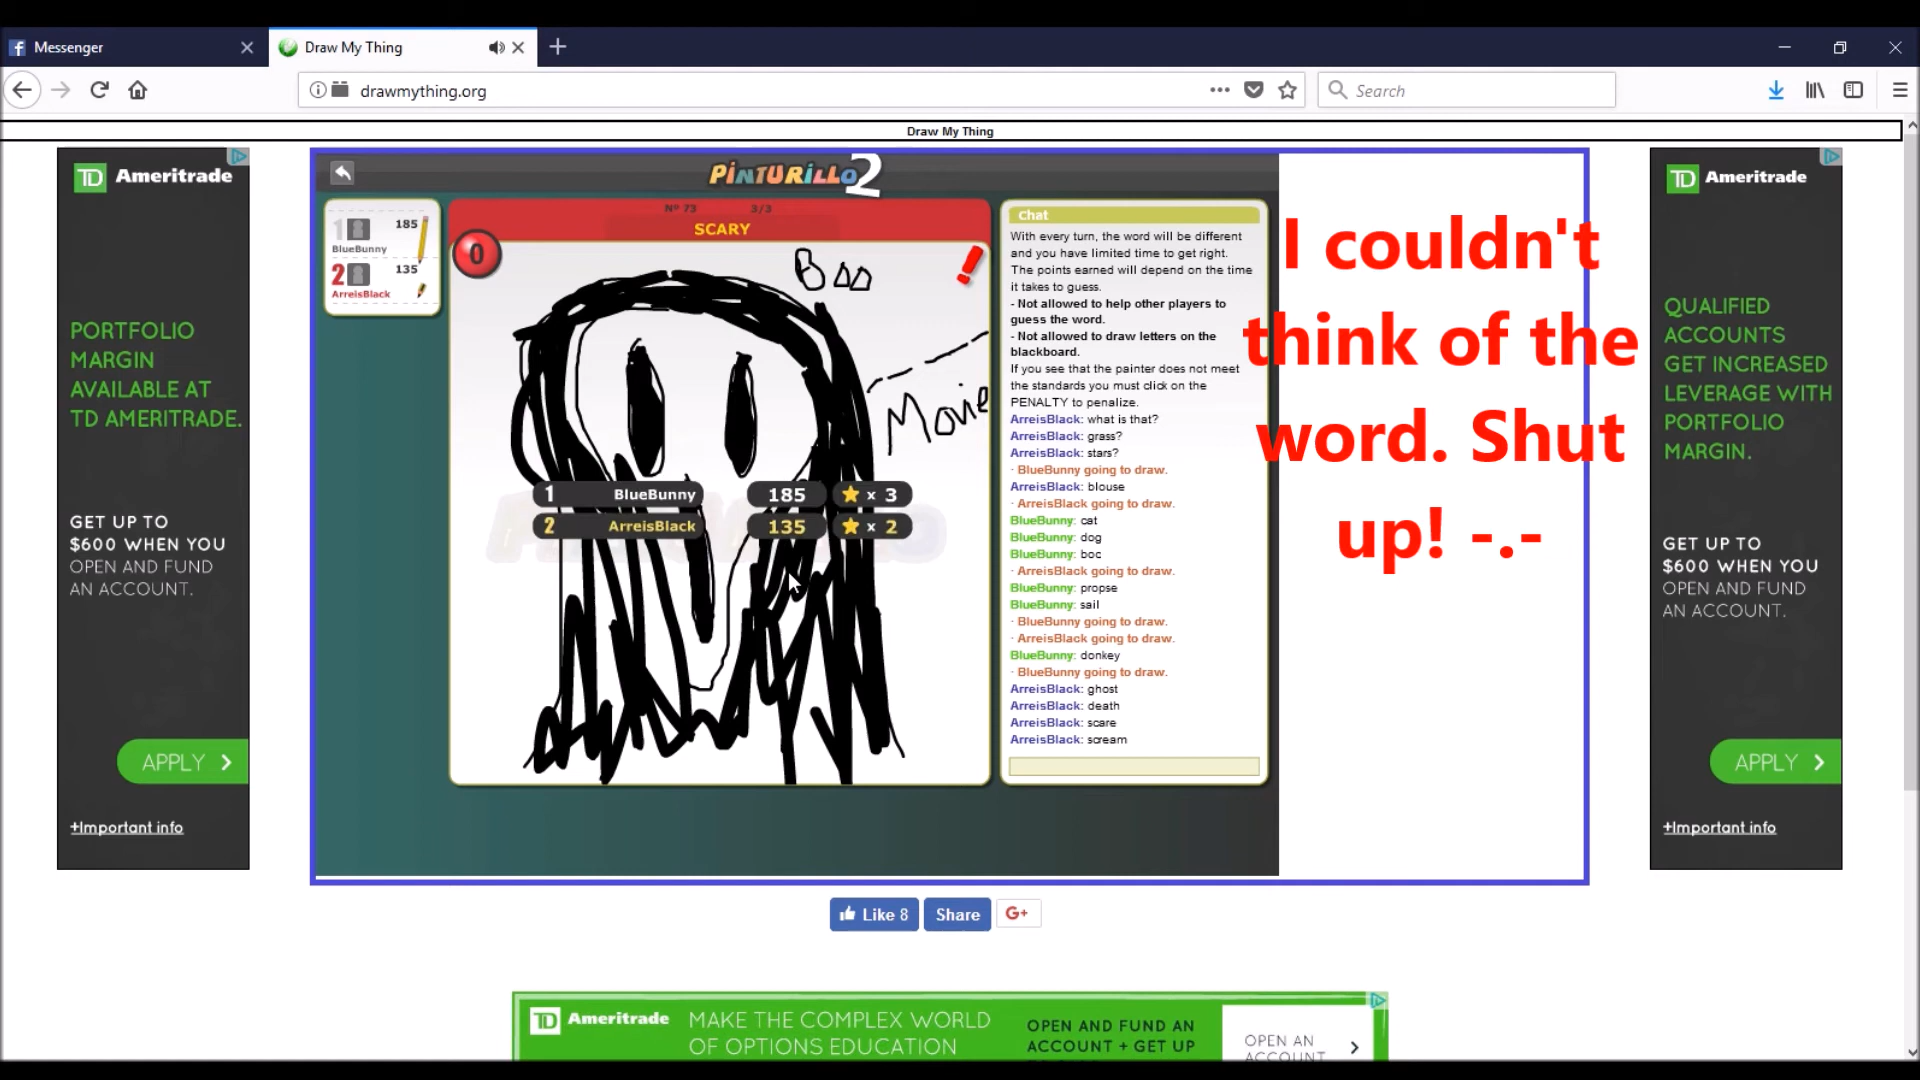 Messenger
Draw My Thing
drawmything.org
Search
Draw My Thing
TD Ameritrade
PORTFOLIO
MARGIN
AVAILABLE AT
TD AMERITRADE.
GET UP TO
$600 WHEN YOU
OPEN AND FUND
AN ACCOUNT.
APPLY
+Important info
PINTURILLO 2
1 185
BlueBunny
2 135
ArreisBlack
Nº 73 3/3
SCARY
0
Boo
!
Movie
1 BlueBunny 185 x 3
2 ArreisBlack 135 x 2
Chat
With every turn, the word will be different
and you have limited time to get right.
The points earned will depend on the time
it takes to guess.
- Not allowed to help other players to
guess the word.
- Not allowed to draw letters on the
blackboard.
If you see that the painter does not meet
the standards you must click on the
PENALTY to penalize.
ArreisBlack: what is that?
ArreisBlack: grass?
ArreisBlack: stars?
· BlueBunny going to draw.
ArreisBlack: blouse
· ArreisBlack going to draw.
BlueBunny: cat
BlueBunny: dog
BlueBunny: boc
· ArreisBlack going to draw.
BlueBunny: propse
BlueBunny: sail
· BlueBunny going to draw.
· ArreisBlack going to draw.
BlueBunny: donkey
· BlueBunny going to draw.
ArreisBlack: ghost
ArreisBlack: death
ArreisBlack: scare
ArreisBlack: scream
I couldn't
think of the
word. Shut
up! -.-
TD Ameritrade
QUALIFIED
ACCOUNTS
GET INCREASED
LEVERAGE WITH
PORTFOLIO
MARGIN.
GET UP TO
$600 WHEN YOU
OPEN AND FUND
AN ACCOUNT.
APPLY
+Important info
Like 8
Share
G+
TD Ameritrade
MAKE THE COMPLEX WORLD
OF OPTIONS EDUCATION
OPEN AND FUND AN
ACCOUNT + GET UP
OPEN AN
ACCOUNT